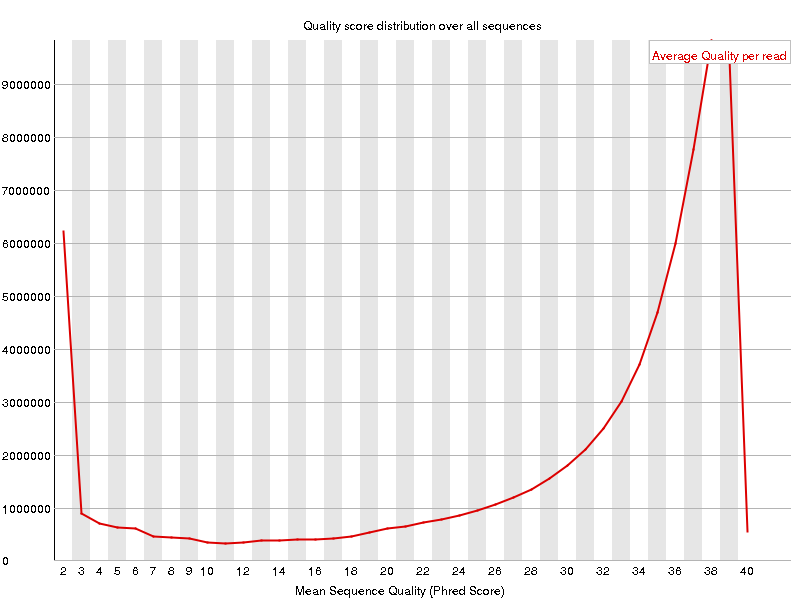 Quality score distribution over all sequences
Average Quality per read
9000000
8000000
7000000
6000000
5000000
4000000
3000000
2000000
1000000
0
2 3 4 5 6 7 8 9 10 12 14 16 18 20 22 24 26 28 30 32 34 36 38 40
Mean Sequence Quality (Phred Score)